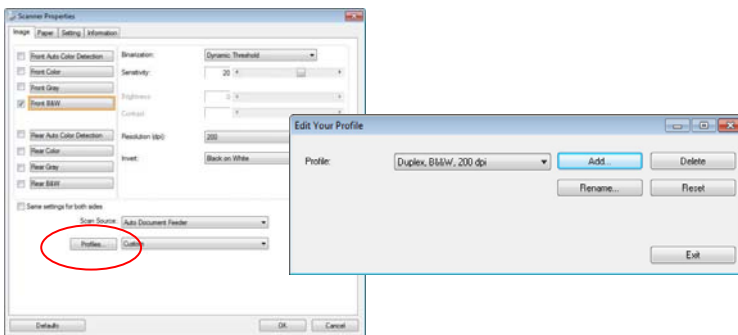 Scanner Properties
Image Paper Setting Information
Front Auto Color Detection
Front Color
Front Gray
Front B&W
Rear Auto Color Detection
Rear Color
Rear Gray
Rear B&W
Binarization: Dynamic Threshold
Sensitivity: 20
Brightness: 0
Contrast:
Resolution (dpi): 200
Invert: Black on White
Same settings for both sides
Scan Source: Auto Document Feeder
Profiles... Custom
Defaults OK Cancel
Edit Your Profile
Profile: Duplex, B&W, 200 dpi Add... Delete
Rename... Reset
Exit